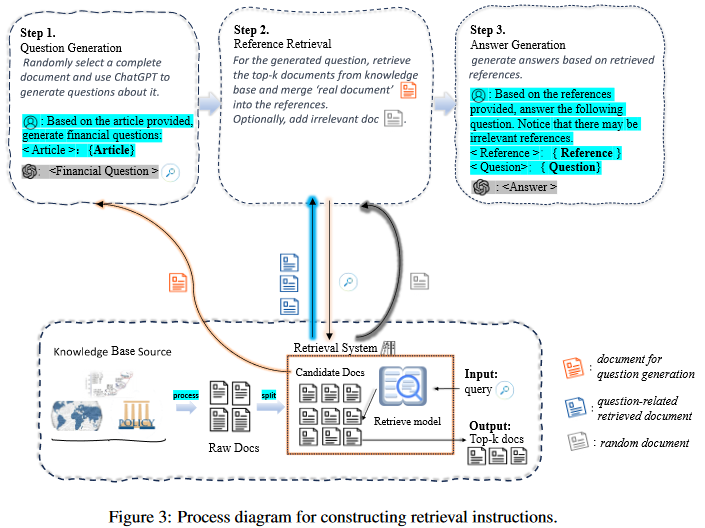 Step 1.
Question Generation
Randomly select a complete
document and use ChatGPT to
generate questions about it.
: Based on the article provided,
generate financial questions:
< Article >: {Article}
: <Financial Question >
Step 2.
Reference Retrieval
For the generated question, retrieve
the top-k documents from knowledge
base and merge ‘real document’
into the references.
Optionally, add irrelevant doc .
Step 3.
Answer Generation
generate answers based on retrieved
references.
: Based on the references
provided, answer the following
question. Notice that there may be
irrelevant references.
< Reference >: { Reference }
< Quesion>: { Question}
: <Answer >
Knowledge Base Source
POLICY
process
Raw Docs
split
Retrieval System
Candidate Docs
Retrieve model
Input:
query
Output:
Top-k docs
: document for
question generation
: question-related
retrieved document
: random document
Figure 3: Process diagram for constructing retrieval instructions.